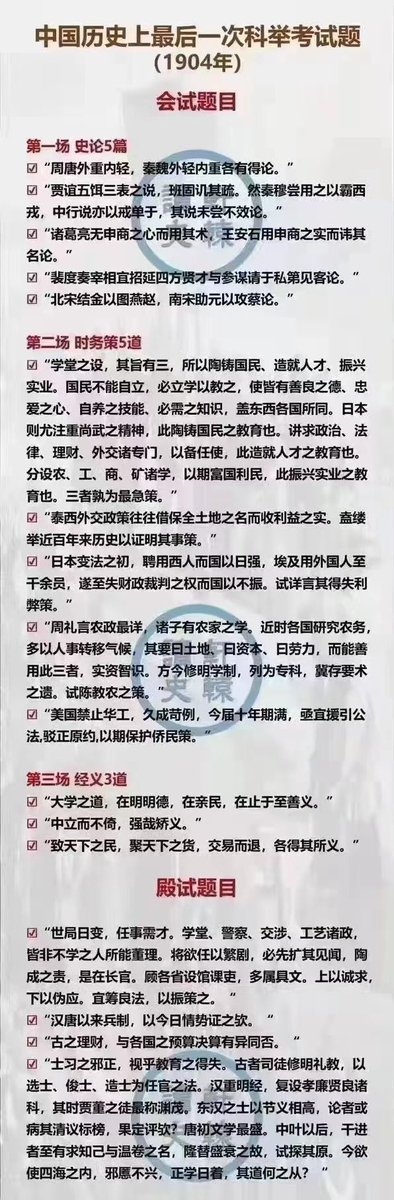 中国历史上最后一次科举考试题
（1904年）
会试题目
第一场 史论5篇
☑ “周唐外重内轻，秦魏外轻内重各有得论。”
☑ “贾谊五饵三表之说，班固讥其疏。然秦穆尝用之以霸西
戎，中行说亦以戒单于，其说未尝不效论。”
☑ “诸葛亮无申商之心而用其术，王安石用申商之实而讳其
名论。”
☑ “裴度奏宰相宜招延四方贤才与参谋请于私第见客论。”
☑ “北宋结金以图燕赵，南宋助元以攻蔡论。”
第二场 时务策5道
☑ “学堂之设，其旨有三，所以陶铸国民、造就人才、振兴
实业。国民不能自立，必立学以教之，使皆有善良之德、忠
爱之心、自养之技能、必需之知识，盖东西各国所同。日本
则尤注重尚武之精神，此陶铸国民之教育也。讲求政治、法
律、理财、外交诸专门，以备任使，此造就人才之教育也。
分设农、工、商、矿诸学，以期富国利民，此振兴实业之教
育也。三者孰为最急策。”
☑ “泰西外交政策往往借保全土地之名而收利益之实。盍缕
举近百年来历史以证明其事策。”
☑ “日本变法之初，聘用西人而国以日强，埃及用外国人至
千余员，遂至失财政裁判之权而国以不振。试详言其得失利
弊策。”
☑ “周礼言农政最详，诸子有农家之学。近时各国研究农务，
多以人事转移气候，其要曰土地、曰资本、曰劳力，而能善
用此三者，实资智识。方今修明学制，列为专科，冀存要术
之遗。试陈教农之策。”
☑ “美国禁止华工，久成苛例，今届十年期满，亟宜援引公
法,驳正原约,以期保护侨民策。”
第三场 经义3道
☑ “大学之道，在明明德，在亲民，在止于至善义。”
☑ “中立而不倚，强哉矫义。”
☑ “致天下之民，聚天下之货，交易而退，各得其所义。”
殿试题目
☑ “世局日变，任事需才。学堂、警察、交涉、工艺诸政，
皆非不学之人所能董理。将欲任以繁剧，必先扩其见闻，陶
成之责，是在长官。顾各省设馆课吏，多属具文。上以诚求，
下以伪应。宜筹良法，以振策之。 “
☑ “汉唐以来兵制，以今日情势证之欤。 “
☑ “古之理财，与各国之预算决算有异同否。 “
☑ “士习之邪正，视乎教育之得失。古者司徒修明礼教，以
选士、俊士、造士为任官之法。汉重明经，复设孝廉贤良诸
科，其时贾董之徒最称渊茂。东汉之士以节义相高，论者或
病其清议标榜，果定评欤？唐初文学最盛。中叶以后，干进
者至有求知己与温卷之名，隆替盛衰之故，试探其原。今欲
使四海之内，邪慝不兴，正学日着，其道何之从？ “